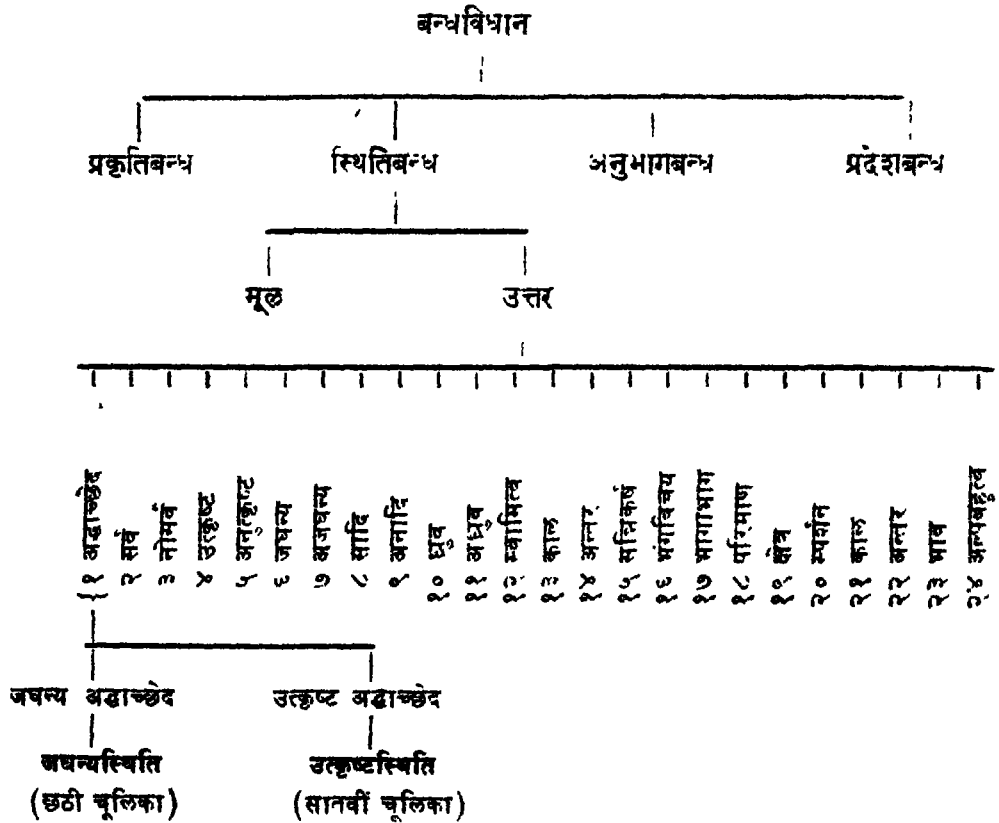 बन्धविधान
प्रकृतिबन्ध स्थितिबन्ध अनुभागबन्ध प्रदेशबन्ध
मूल उत्तर
१ अद्धाच्छेद
२ सर्व
३ नोसर्व
४ उत्कृष्ट
५ अनुत्कृष्ट
६ जघन्य
७ अजघन्य
८ सादि
९ अनादि
१० ध्रुव
११ अध्रुव
१२ स्वामित्व
१३ काल
१४ अन्तर
१५ सन्निकर्ष
१६ भंगविचय
१७ भागाभाग
१८ परिमाण
१९ क्षेत्र
२० स्पर्शन
२१ काल
२२ अन्तर
२३ भाव
२४ अल्पबहुत्व
जघन्य अद्धाच्छेद उत्कृष्ट अद्धाच्छेद
जघन्यस्थिति उत्कृष्टस्थिति
(छठी चूलिका) (सातवीं चूलिका)